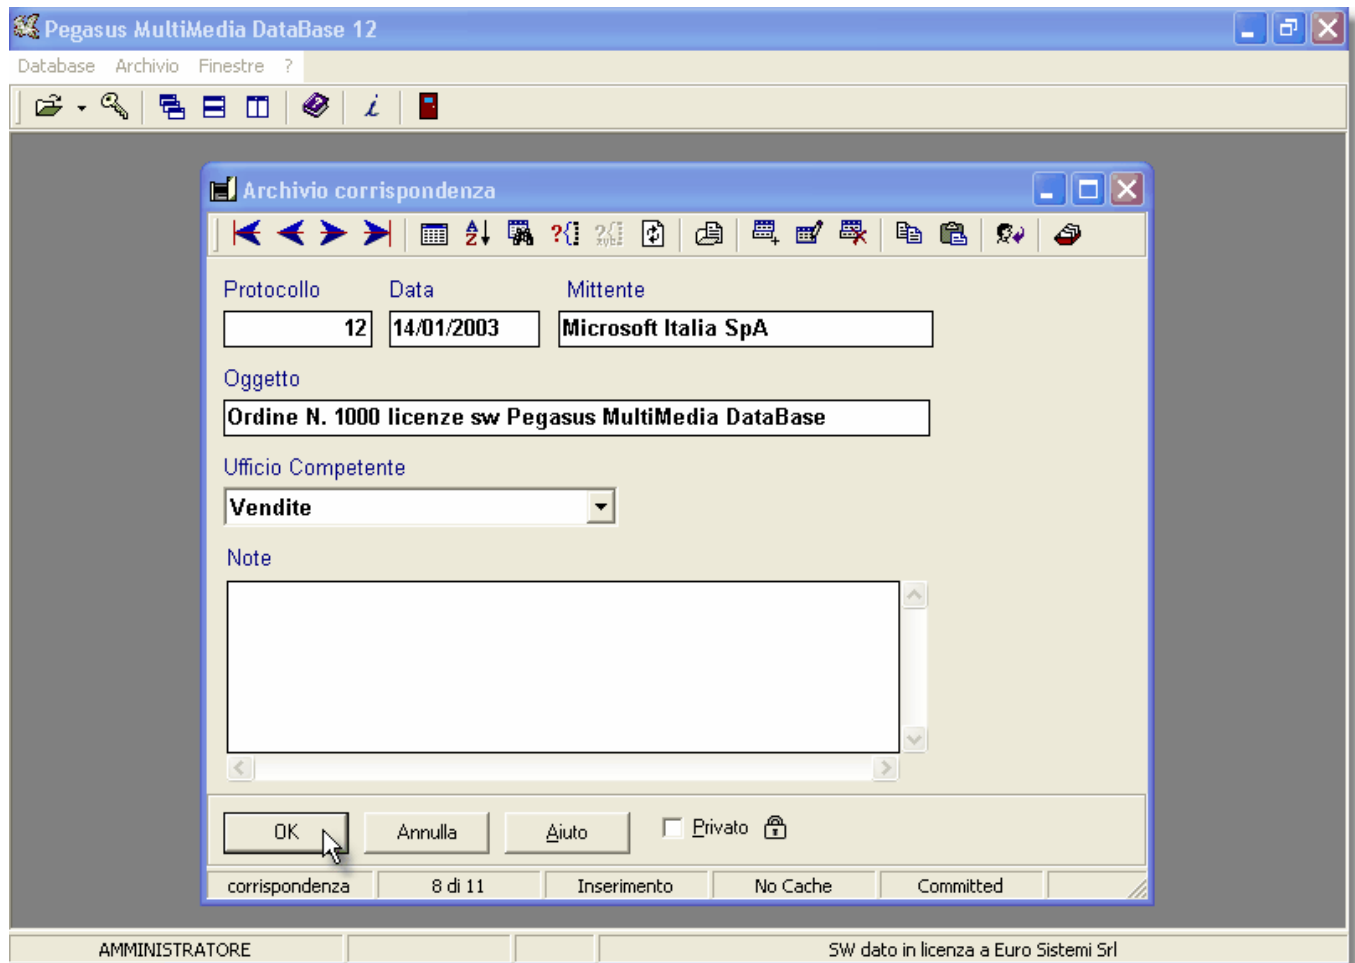 Pegasus MultiMedia DataBase 12
Database Archivio Finestre ?
Archivio corrispondenza
Protocollo Data Mittente
12 14/01/2003 Microsoft Italia SpA
Oggetto
Ordine N. 1000 licenze sw Pegasus MultiMedia DataBase
Ufficio Competente
Vendite
Note
OK Annulla Aiuto Privato
corrispondenza 8 di 11 Inserimento No Cache Committed
AMMINISTRATORE SW dato in licenza a Euro Sistemi Srl